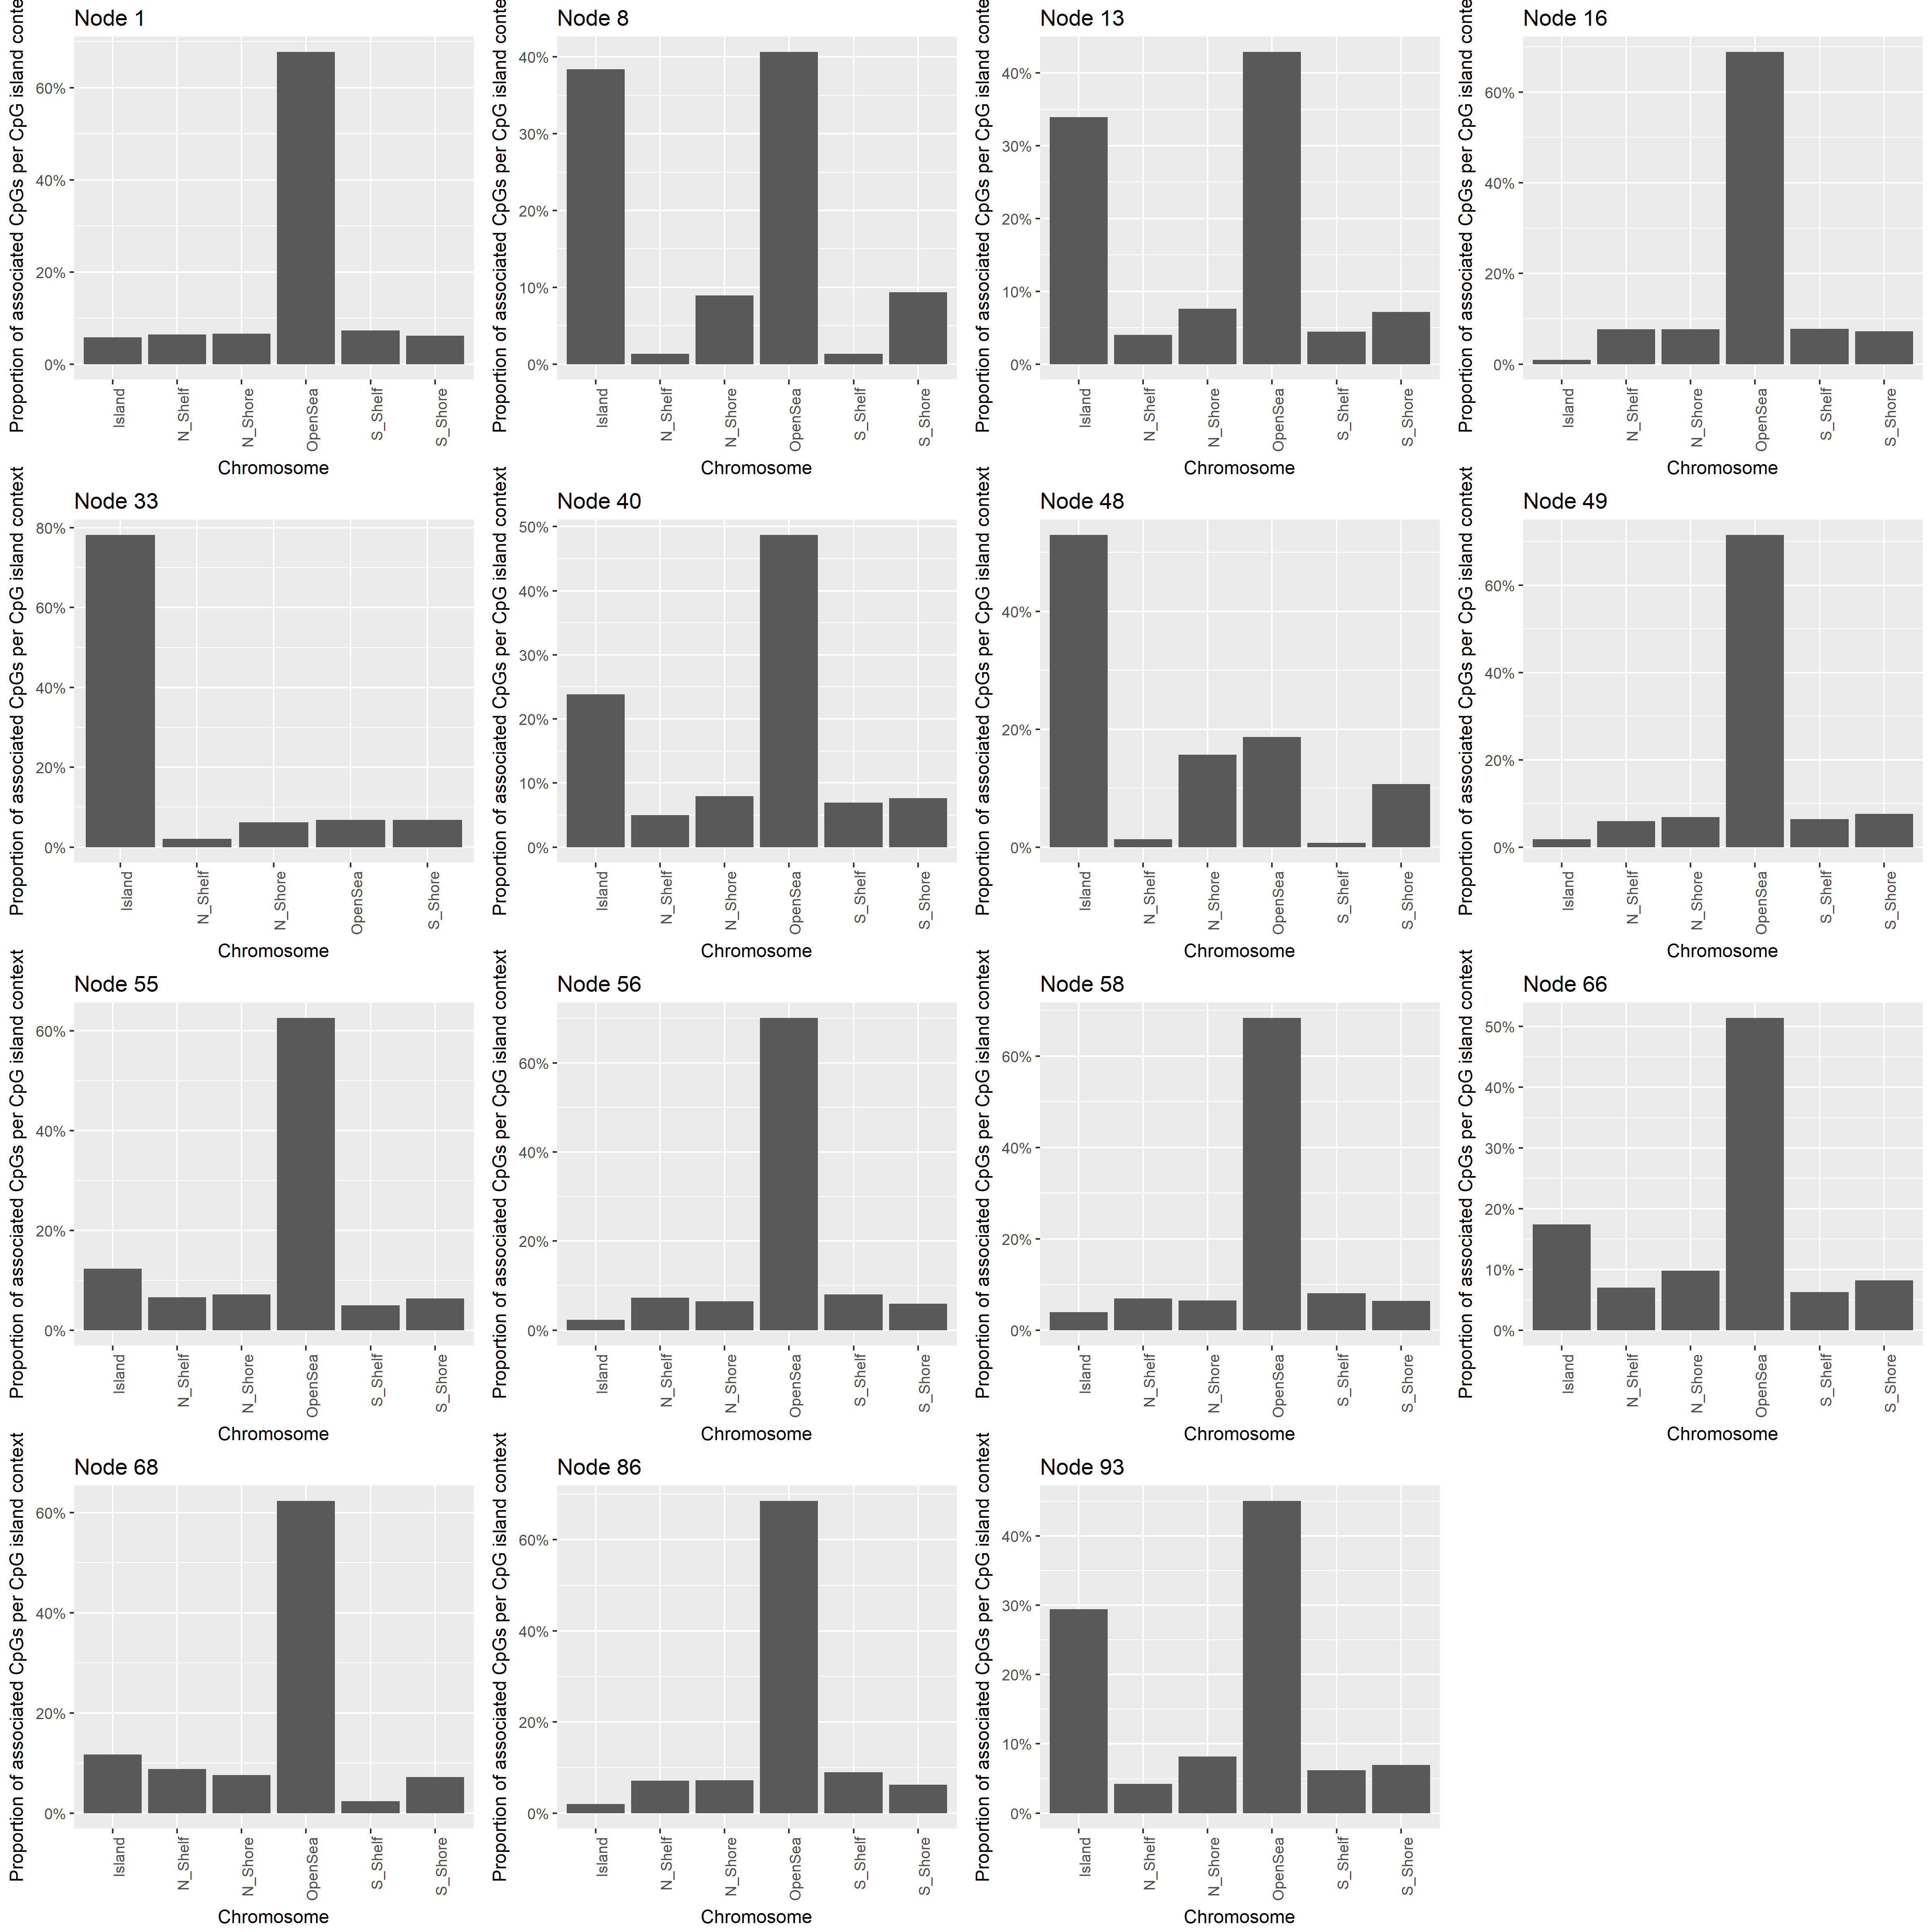 Node 1
Proportion of associated CpGs per CpG island conte
60%
40%
20%
0%
Island
N_Shelf
N_Shore
OpenSea
S_Shelf
S_Shore
Chromosome
Node 8
Proportion of associated CpGs per CpG island conte
40%
30%
20%
10%
0%
Island
N_Shelf
N_Shore
OpenSea
S_Shelf
S_Shore
Chromosome
Node 13
Proportion of associated CpGs per CpG island conte
40%
30%
20%
10%
0%
Island
N_Shelf
N_Shore
OpenSea
S_Shelf
S_Shore
Chromosome
Node 16
Proportion of associated CpGs per CpG island conte
60%
40%
20%
0%
Island
N_Shelf
N_Shore
OpenSea
S_Shelf
S_Shore
Chromosome
Node 33
Proportion of associated CpGs per CpG island context
80%
60%
40%
20%
0%
Island
N_Shelf
N_Shore
OpenSea
S_Shore
Chromosome
Node 40
Proportion of associated CpGs per CpG island context
50%
40%
30%
20%
10%
0%
Island
N_Shelf
N_Shore
OpenSea
S_Shelf
S_Shore
Chromosome
Node 48
Proportion of associated CpGs per CpG island context
40%
20%
0%
Island
N_Shelf
N_Shore
OpenSea
S_Shelf
S_Shore
Chromosome
Node 49
Proportion of associated CpGs per CpG island context
60%
40%
20%
0%
Island
N_Shelf
N_Shore
OpenSea
S_Shelf
S_Shore
Chromosome
Node 55
Proportion of associated CpGs per CpG island context
60%
40%
20%
0%
Island
N_Shelf
N_Shore
OpenSea
S_Shelf
S_Shore
Chromosome
Node 56
Proportion of associated CpGs per CpG island context
60%
40%
20%
0%
Island
N_Shelf
N_Shore
OpenSea
S_Shelf
S_Shore
Chromosome
Node 58
Proportion of associated CpGs per CpG island context
60%
40%
20%
0%
Island
N_Shelf
N_Shore
OpenSea
S_Shelf
S_Shore
Chromosome
Node 66
Proportion of associated CpGs per CpG island context
50%
40%
30%
20%
10%
0%
Island
N_Shelf
N_Shore
OpenSea
S_Shelf
S_Shore
Chromosome
Node 68
Proportion of associated CpGs per CpG island context
60%
40%
20%
0%
Island
N_Shelf
N_Shore
OpenSea
S_Shelf
S_Shore
Chromosome
Node 86
Proportion of associated CpGs per CpG island context
60%
40%
20%
0%
Island
N_Shelf
N_Shore
OpenSea
S_Shelf
S_Shore
Chromosome
Node 93
Proportion of associated CpGs per CpG island context
40%
30%
20%
10%
0%
Island
N_Shelf
N_Shore
OpenSea
S_Shelf
S_Shore
Chromosome